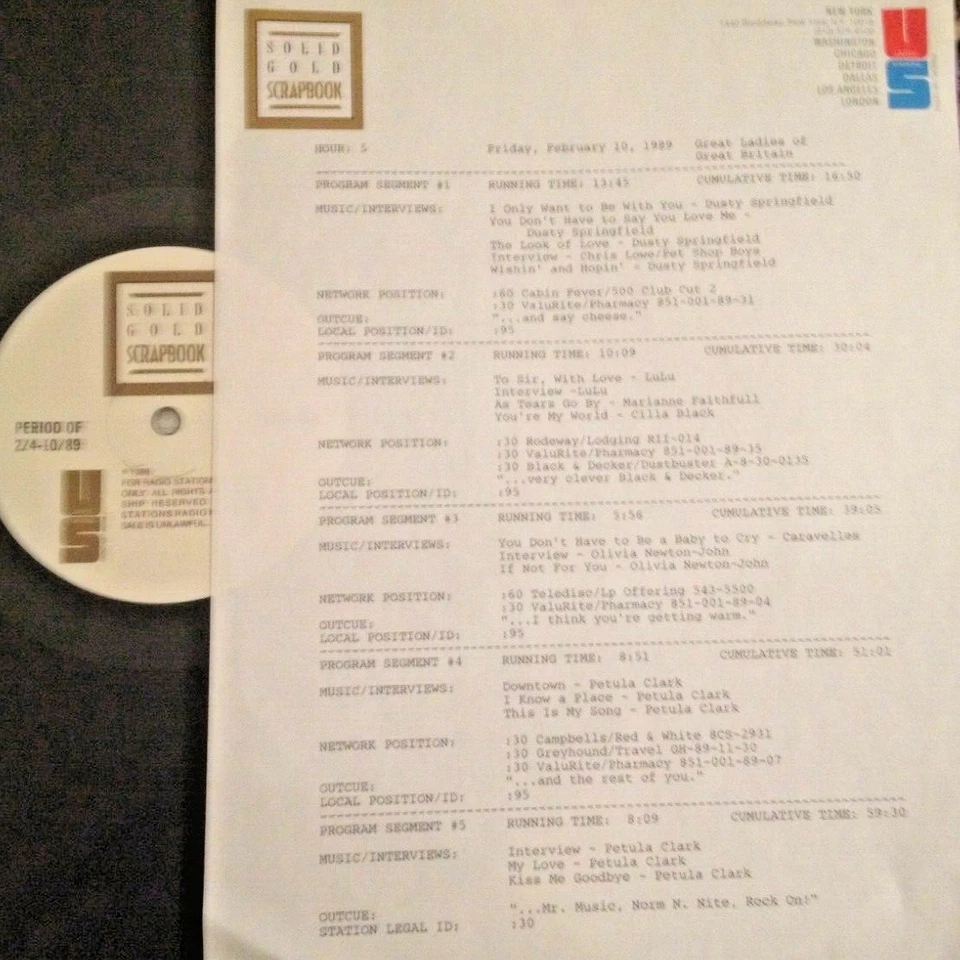 SOLID
GOLD
SCRAPBOOK
NEW YORK
WASHINGTON
CHICAGO
DETROIT
DALLAS
LOS ANGELES
LONDON
US
HOUR: 5 Friday, February 10, 1989 Great Ladies of
Great Britain
PROGRAM SEGMENT #1 RUNNING TIME: 13:45 CUMULATIVE TIME: 16:50
MUSIC/INTERVIEWS: I Only Want to Be With You - Dusty Springfield
You Don't Have to Say You Love Me -
Dusty Springfield
The Look of Love - Dusty Springfield
Interview - Chris Lowe/Pet Shop Boys
Wishin' and Hopin' - Dusty Springfield
NETWORK POSITION: :60 Cabin Fever/500 Club Cut 2
:30 ValuRite/Pharmacy 851-001-89-31
OUTCUE: "...and say cheese."
LOCAL POSITION/ID: :95
PROGRAM SEGMENT #2 RUNNING TIME: 10:09 CUMULATIVE TIME: 30:04
MUSIC/INTERVIEWS: To Sir, With Love - LuLu
Interview -LuLu
As Tears Go By - Marianne Faithfull
You're My World - Cilla Black
NETWORK POSITION: :30 Rodeway/Lodging RII-014
:30 ValuRite/Pharmacy 851-001-89-35
:30 Black & Decker/Dustbuster A-8-30-0135
OUTCUE: "...very clever Black & Decker."
LOCAL POSITION/ID: :95
PROGRAM SEGMENT #3 RUNNING TIME: 5:56 CUMULATIVE TIME: 39:05
MUSIC/INTERVIEWS: You Don't Have to Be a Baby to Cry - Caravelles
Interview - Olivia Newton-John
If Not For You - Olivia Newton-John
NETWORK POSITION: :60 Teledisc/Lp Offering 543-5500
:30 ValuRite/Pharmacy 851-001-89-04
OUTCUE: "...I think you're getting warm."
LOCAL POSITION/ID: :95
PROGRAM SEGMENT #4 RUNNING TIME: 8:51 CUMULATIVE TIME: 51:01
MUSIC/INTERVIEWS: Downtown - Petula Clark
I Know a Place - Petula Clark
This Is My Song - Petula Clark
NETWORK POSITION: :30 Campbells/Red & White 8CS-2931
:30 Greyhound/Travel GH-89-11-30
:30 ValuRite/Pharmacy 851-001-89-07
OUTCUE: "...and the rest of you."
LOCAL POSITION/ID: :95
PROGRAM SEGMENT #5 RUNNING TIME: 8:09 CUMULATIVE TIME: 59:30
MUSIC/INTERVIEWS: Interview - Petula Clark
My Love - Petula Clark
Kiss Me Goodbye - Petula Clark
OUTCUE: "...Mr. Music, Norm N. Nite, Rock On!"
STATION LEGAL ID: :30
SOLID
GOLD
SCRAPBOOK
PERIOD OF
2/4-10/89
US
FOR RADIO STATION
ONLY. ALL RIGHTS
SHIP RESERVED
STATIONS RADIO
SALE IS UNLAWFUL.